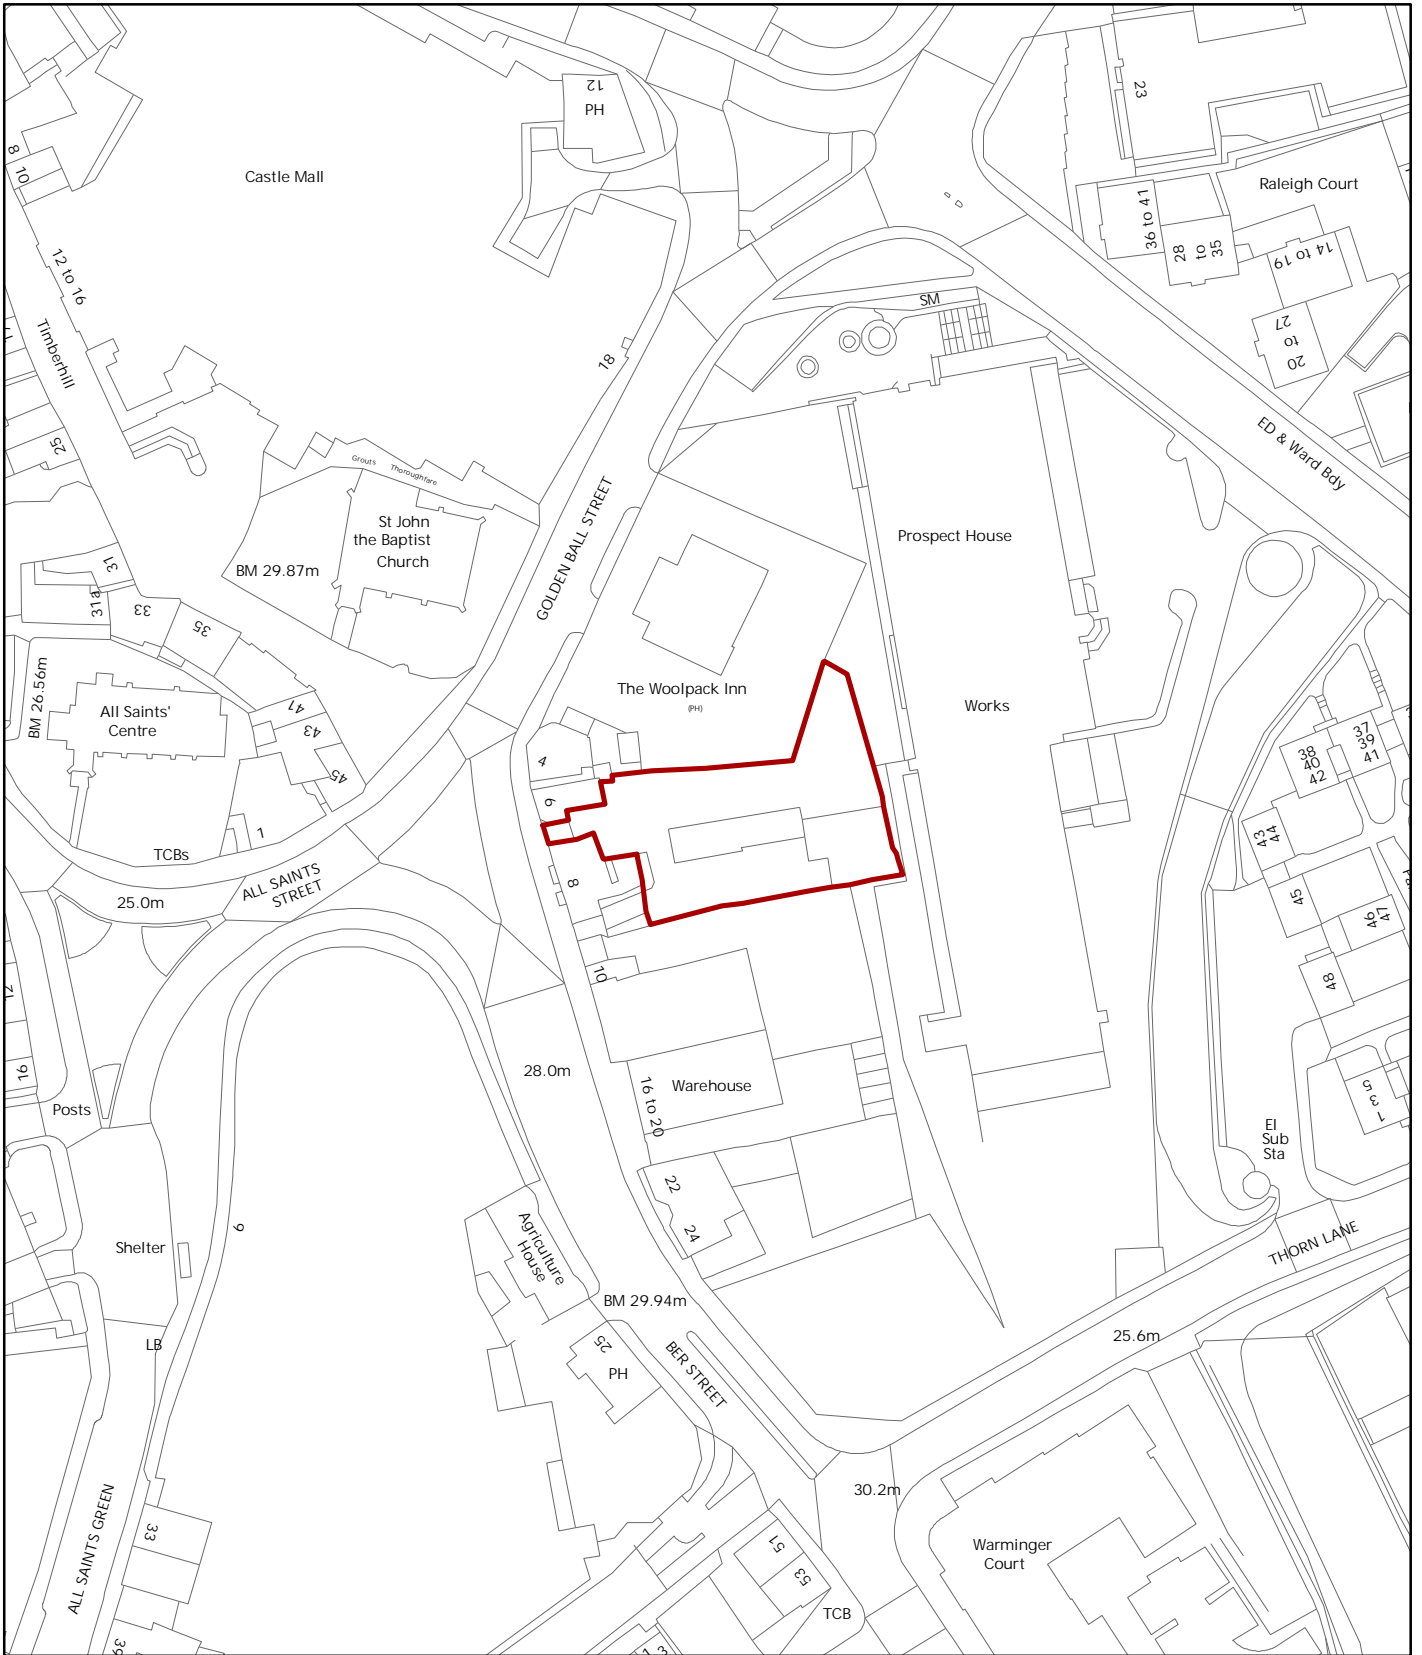 12
PH
23
Castle Mall
8
10
Raleigh Court
36 to 41
28
to
35
14 to 19
12 to 16
SM
20
to
27
Timberhill
18
25
ED & Ward Bdy
Grouts Thoroughfare
St John
the Baptist
Church
GOLDEN BALL STREET
Prospect House
BM 29.87m
31
31a
33
35
BM 26.56m
All Saints'
Centre
41
43
45
The Woolpack Inn
(PH)
Works
4
6
8
10
37
39
41
38
40
42
43
44
45
46
47
48
1
TCBs
ALL SAINTS
STREET
25.0m
12
16
Posts
28.0m
Warehouse
16 to 20
22
24
1
3
5
El
Sub
Sta
9
Shelter
Agriculture
House
THORN LANE
BM 29.94m
LB
25
PH
BER STREET
25.6m
30.2m
ALL SAINTS GREEN
33
39
51
53
TCB
Warminger
Court
1
3